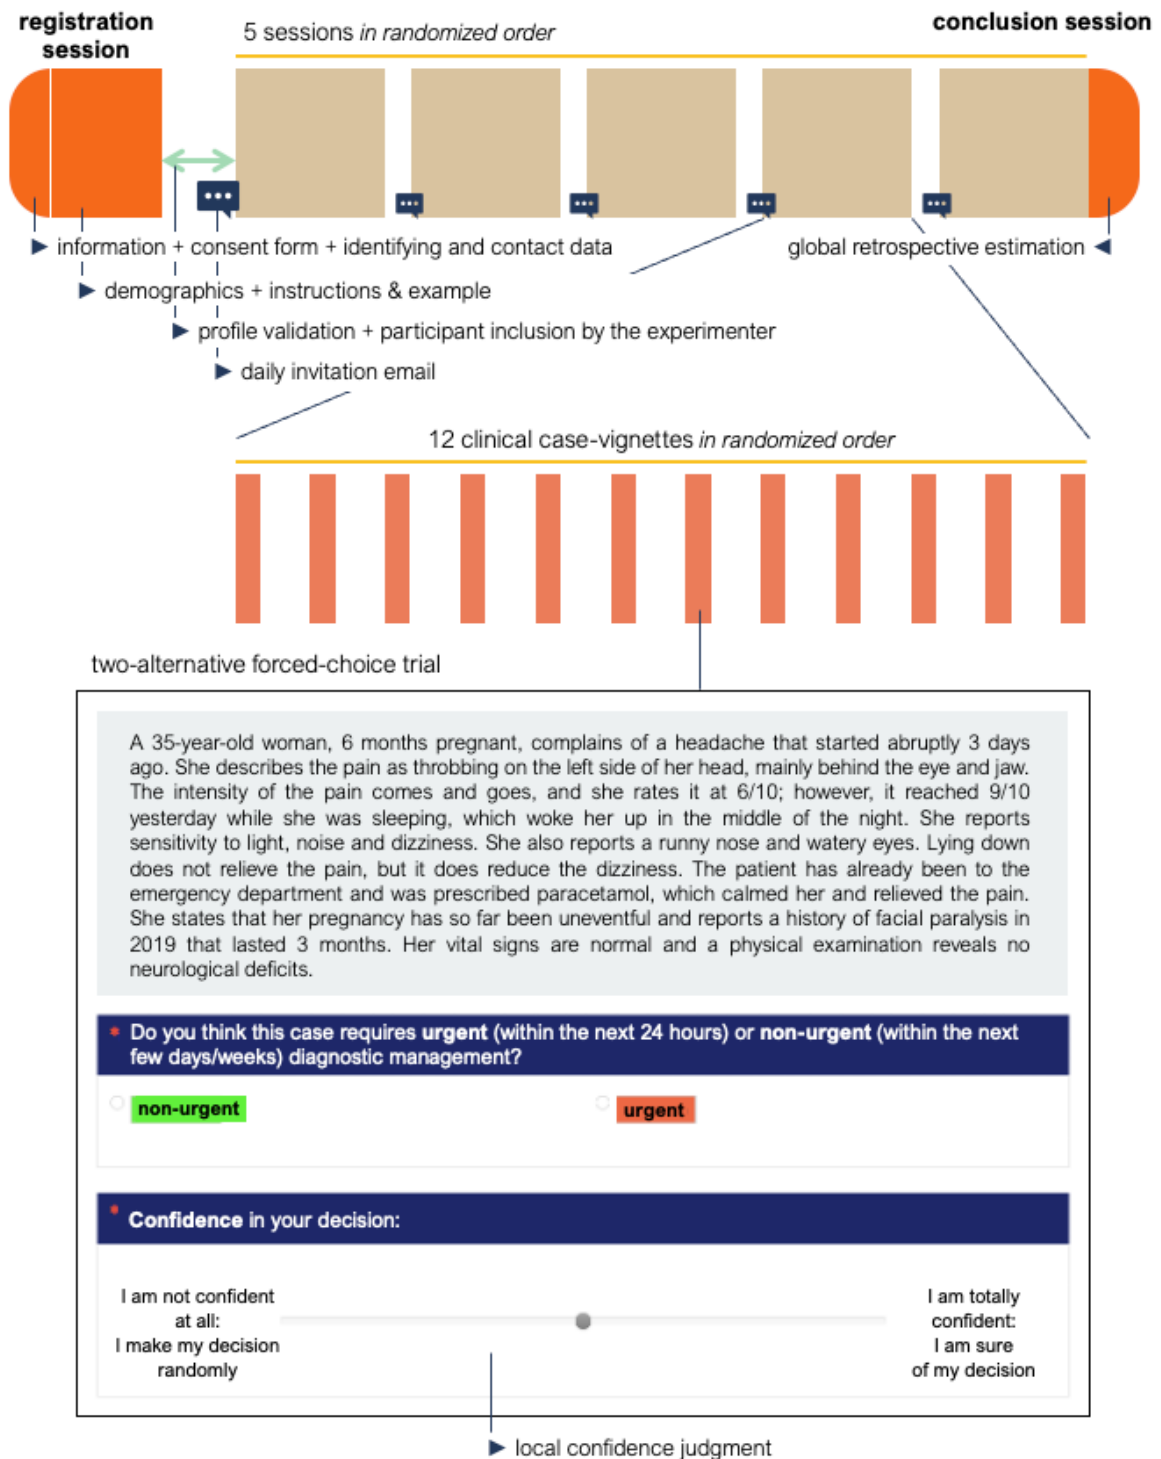 registration
session
5 sessions in randomized order
conclusion session
information + consent form + identifying and contact data
global retrospective estimation
demographics + instructions & example
profile validation + participant inclusion by the experimenter
daily invitation email
12 clinical case-vignettes in randomized order
two-alternative forced-choice trial
A 35-year-old woman, 6 months pregnant, complains of a headache that started abruptly 3 days
ago. She describes the pain as throbbing on the left side of her head, mainly behind the eye and jaw.
The intensity of the pain comes and goes, and she rates it at 6/10; however, it reached 9/10
yesterday while she was sleeping, which woke her up in the middle of the night. She reports
sensitivity to light, noise and dizziness. She also reports a runny nose and watery eyes. Lying down
does not relieve the pain, but it does reduce the dizziness. The patient has already been to the
emergency department and was prescribed paracetamol, which calmed her and relieved the pain.
She states that her pregnancy has so far been uneventful and reports a history of facial paralysis in
2019 that lasted 3 months. Her vital signs are normal and a physical examination reveals no
neurological deficits.
* Do you think this case requires urgent (within the next 24 hours) or non-urgent (within the next
few days/weeks) diagnostic management?
non-urgent
urgent
* Confidence in your decision:
I am not confident
at all:
I make my decision
randomly
I am totally
confident:
I am sure
of my decision
local confidence judgment